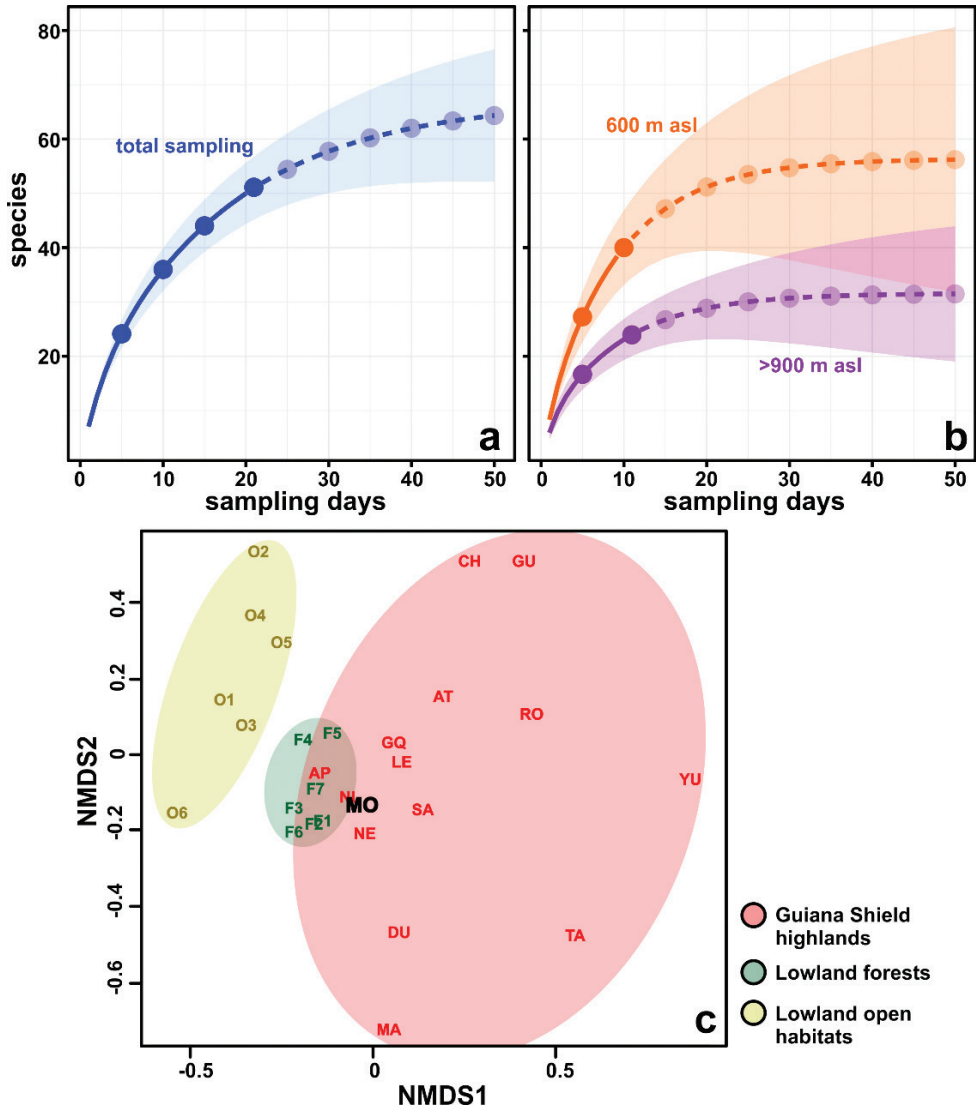 80
60
40
20
species
total sampling
a
0 10 20 30 40 50
sampling days
600 m asl
>900 m asl
b
0 10 20 30 40 50
sampling days
0.4
0.2
0
-0.2
-0.4
-0.6
NMDS2
O2
O4
O5
O1
O3
O6
CH GU
AT
RO
F4 F5
GQ
LE
AP
YU
F7
NI
MO
F3
SA
F2 F1
F6
NE
DU
TA
MA
c
-0.5 0 0.5
NMDS1
Guiana Shield
highlands
Lowland forests
Lowland open
habitats